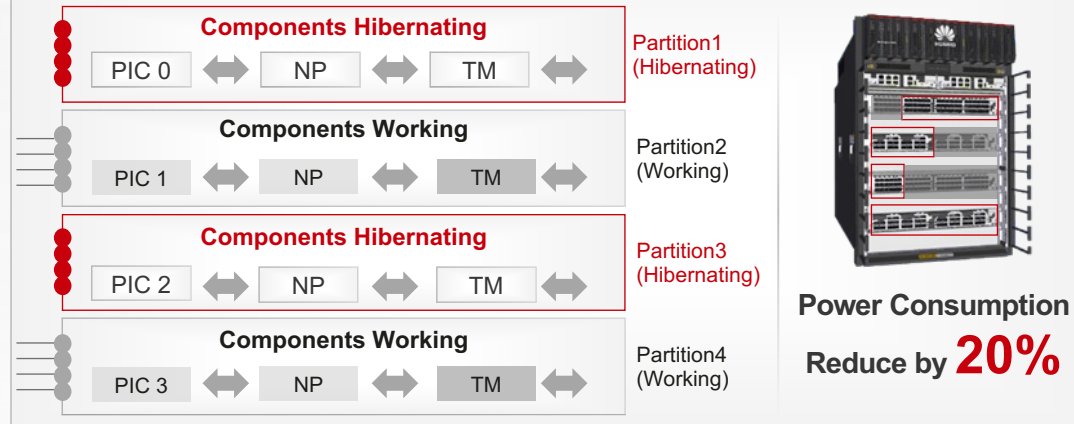 Components Hibernating
PIC 0 NP TM
Partition1
(Hibernating)
Components Working
PIC 1 NP TM
Partition2
(Working)
Components Hibernating
PIC 2 NP TM
Partition3
(Hibernating)
Components Working
PIC 3 NP TM
Partition4
(Working)
HUAWEI
Power Consumption
Reduce by 20%